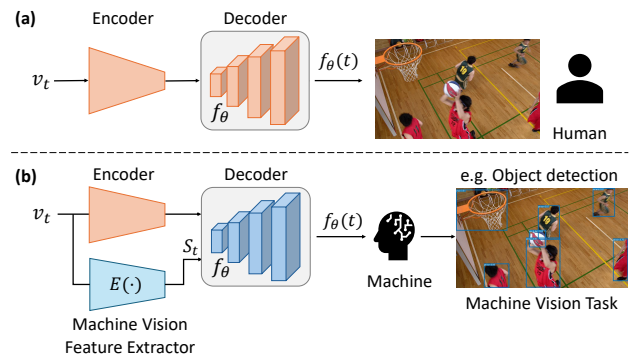 (a)
Encoder
Decoder
v_t
f_θ
f_θ(t)
Human
(b)
Encoder
Decoder
e.g. Object detection
v_t
S_t
f_θ
f_θ(t)
E(·)
Machine
Machine Vision
Feature Extractor
Machine Vision Task